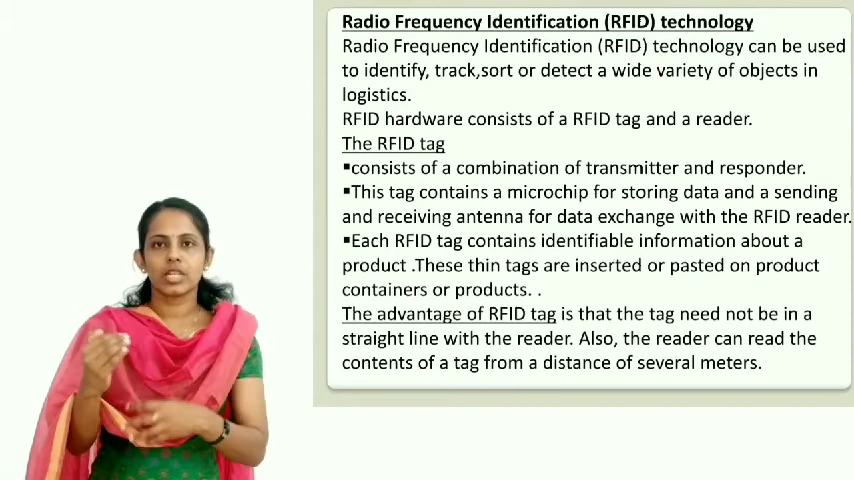 Radio Frequency Identification (RFID) technology
Radio Frequency Identification (RFID) technology can be used
to identify, track,sort or detect a wide variety of objects in
logistics.
RFID hardware consists of a RFID tag and a reader.
The RFID tag
▪consists of a combination of transmitter and responder.
▪This tag contains a microchip for storing data and a sending
and receiving antenna for data exchange with the RFID reader.
▪Each RFID tag contains identifiable information about a
product .These thin tags are inserted or pasted on product
containers or products. .
The advantage of RFID tag is that the tag need not be in a
straight line with the reader. Also, the reader can read the
contents of a tag from a distance of several meters.